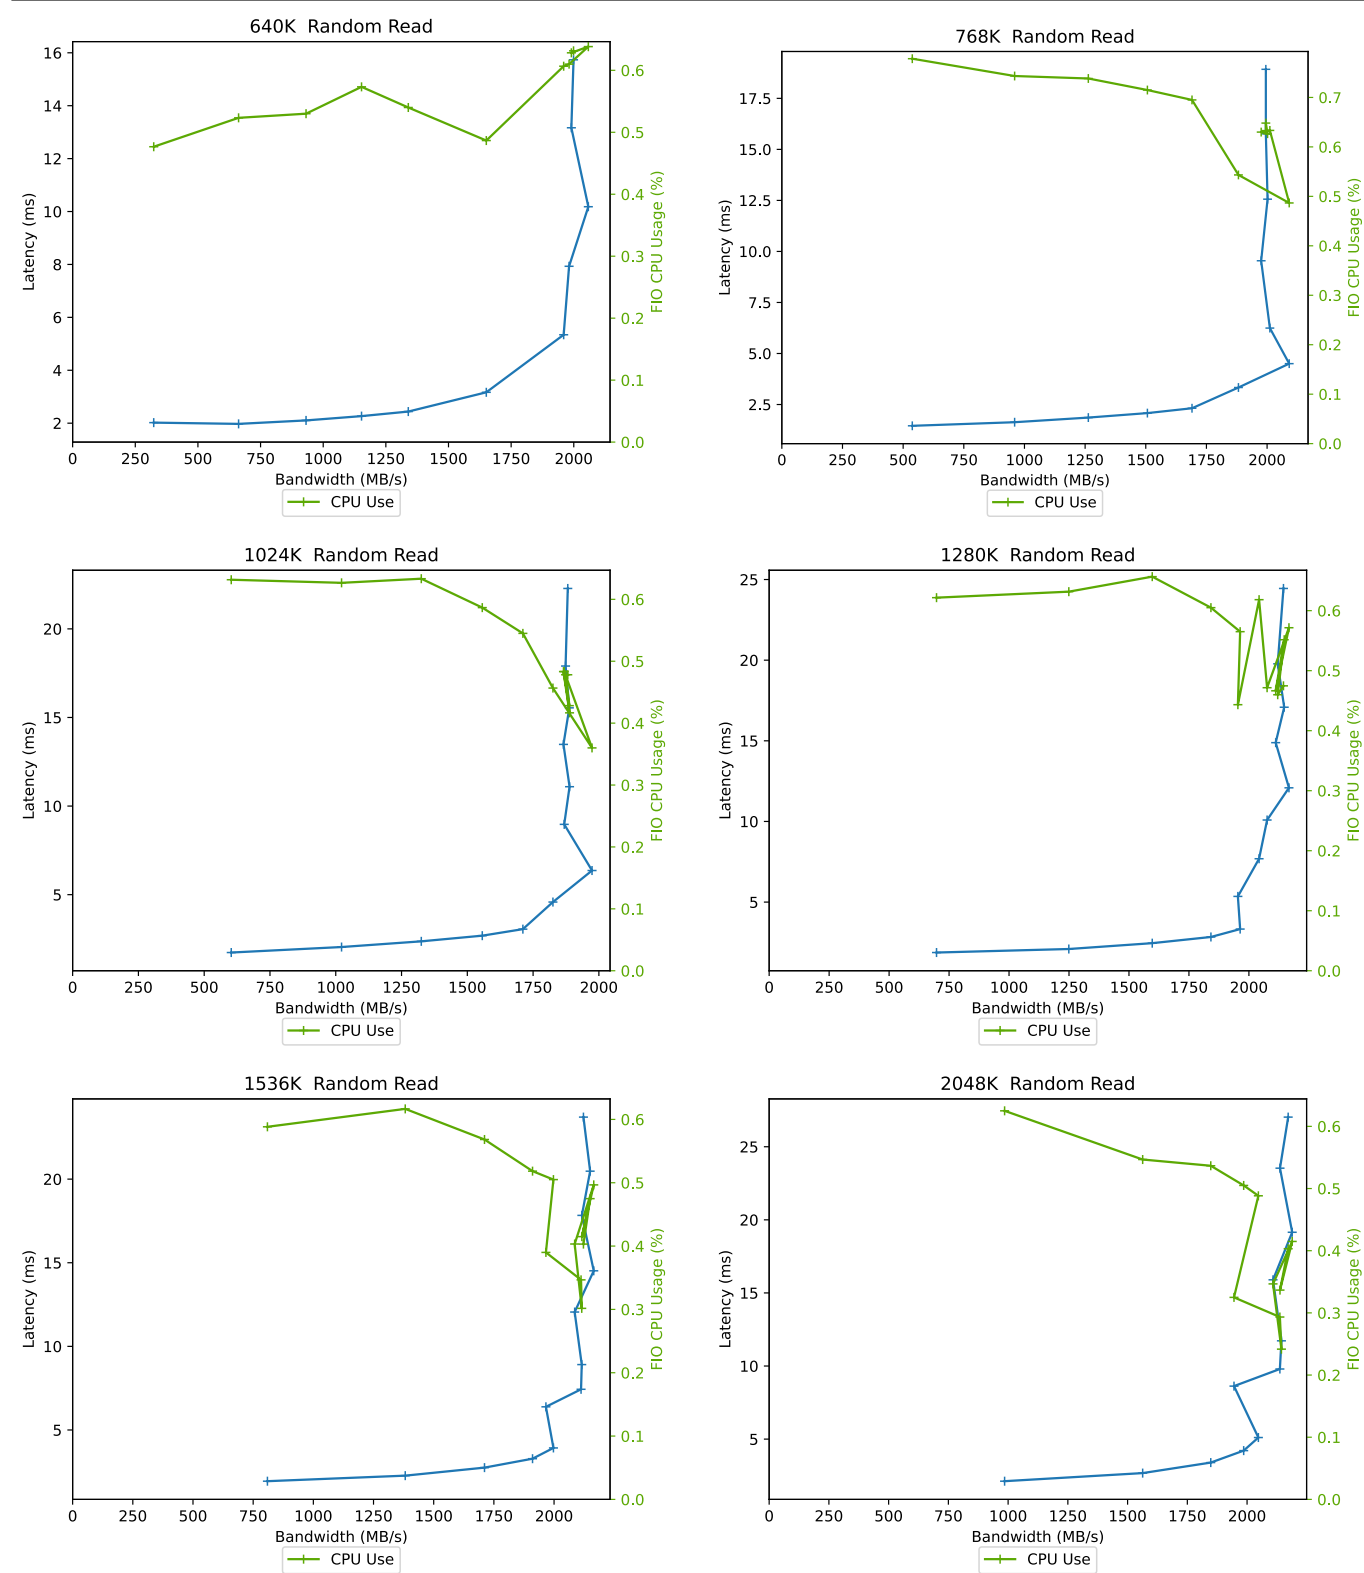 640K  Random Read
16
14
12
10
8
6
4
2
Latency (ms)
0.6
0.5
0.4
0.3
0.2
0.1
0.0
FIO CPU Usage (%)
0 250 500 750 1000 1250 1500 1750 2000
Bandwidth (MB/s)
CPU Use
768K  Random Read
17.5
15.0
12.5
10.0
7.5
5.0
2.5
Latency (ms)
0.7
0.6
0.5
0.4
0.3
0.2
0.1
0.0
FIO CPU Usage (%)
0 250 500 750 1000 1250 1500 1750 2000
Bandwidth (MB/s)
CPU Use
1024K  Random Read
20
15
10
5
Latency (ms)
0.6
0.5
0.4
0.3
0.2
0.1
0.0
FIO CPU Usage (%)
0 250 500 750 1000 1250 1500 1750 2000
Bandwidth (MB/s)
CPU Use
1280K  Random Read
25
20
15
10
5
Latency (ms)
0.6
0.5
0.4
0.3
0.2
0.1
0.0
FIO CPU Usage (%)
0 250 500 750 1000 1250 1500 1750 2000
Bandwidth (MB/s)
CPU Use
1536K  Random Read
20
15
10
5
Latency (ms)
0.6
0.5
0.4
0.3
0.2
0.1
0.0
FIO CPU Usage (%)
0 250 500 750 1000 1250 1500 1750 2000
Bandwidth (MB/s)
CPU Use
2048K  Random Read
25
20
15
10
5
Latency (ms)
0.6
0.5
0.4
0.3
0.2
0.1
0.0
FIO CPU Usage (%)
0 250 500 750 1000 1250 1500 1750 2000
Bandwidth (MB/s)
CPU Use